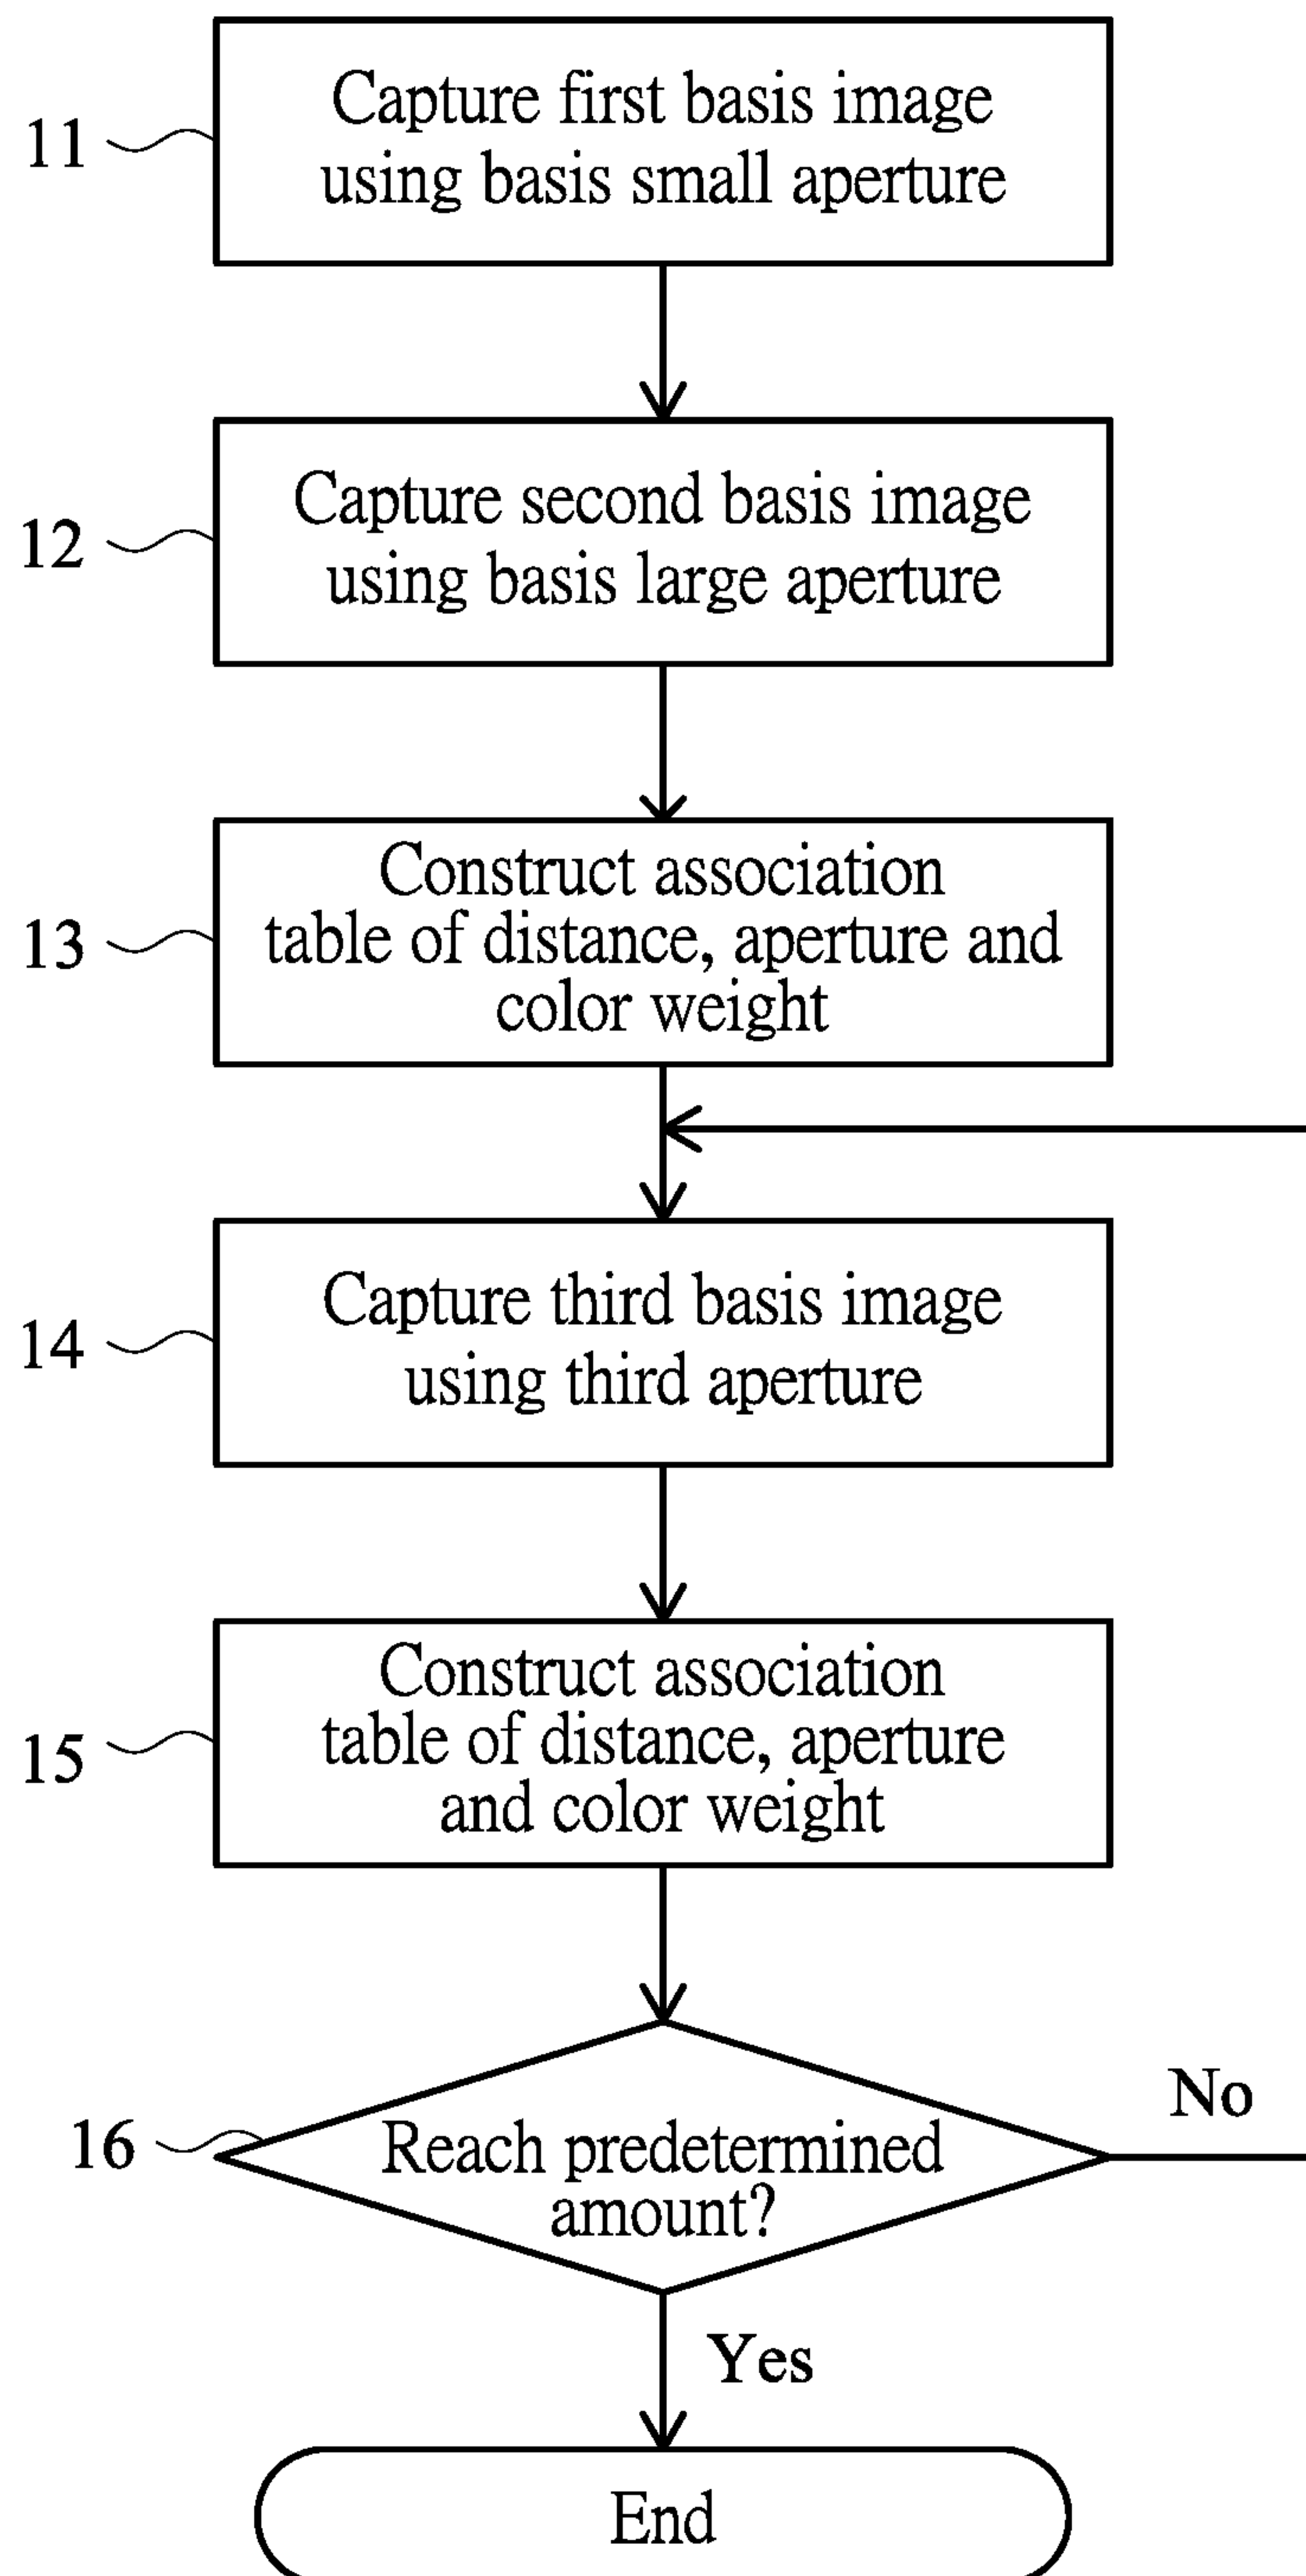 11
Capture first basis image
using basis small aperture
12
Capture second basis image
using basis large aperture
13
Construct association
table of distance, aperture and
color weight
14
Capture third basis image
using third aperture
15
Construct association
table of distance, aperture
and color weight
16
Reach predetermined
amount?
No
Yes
End